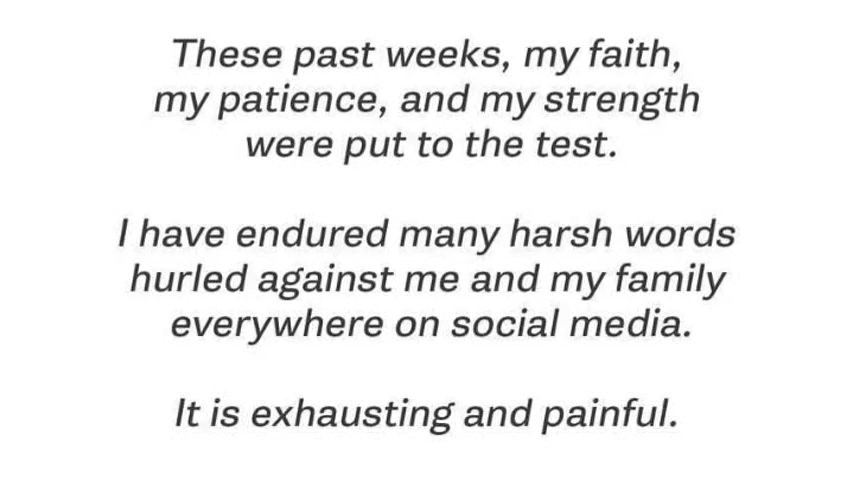 These past weeks, my faith,
my patience, and my strength
were put to the test.
I have endured many harsh words
hurled against me and my family
everywhere on social media.
It is exhausting and painful.